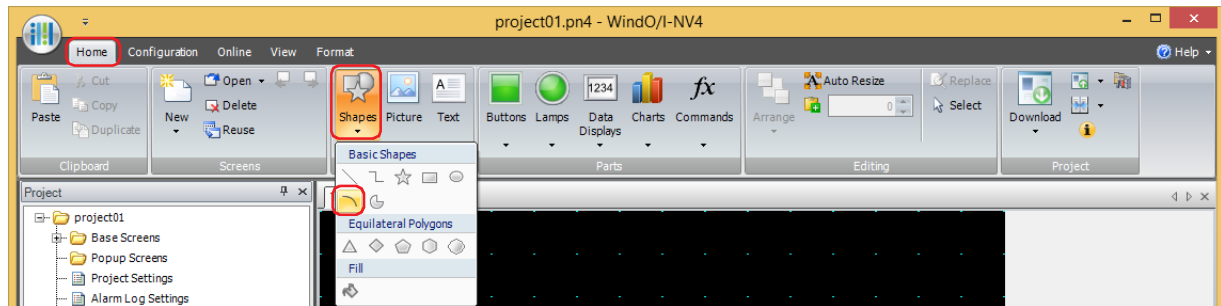 project01.pn4 - WindO/I-NV4
Home Configuration Online View Format Help
Cut
Copy
Duplicate
Paste
Clipboard
New
Open
Delete
Reuse
Screens
Shapes Picture Text
Buttons Lamps Data Displays Charts Commands
1234
Parts
Arrange
Auto Resize
0
Replace
Select
Editing
Download
Project
Basic Shapes
Equilateral Polygons
Fill
Project
project01
Base Screens
Popup Screens
Project Settings
Alarm Log Settings